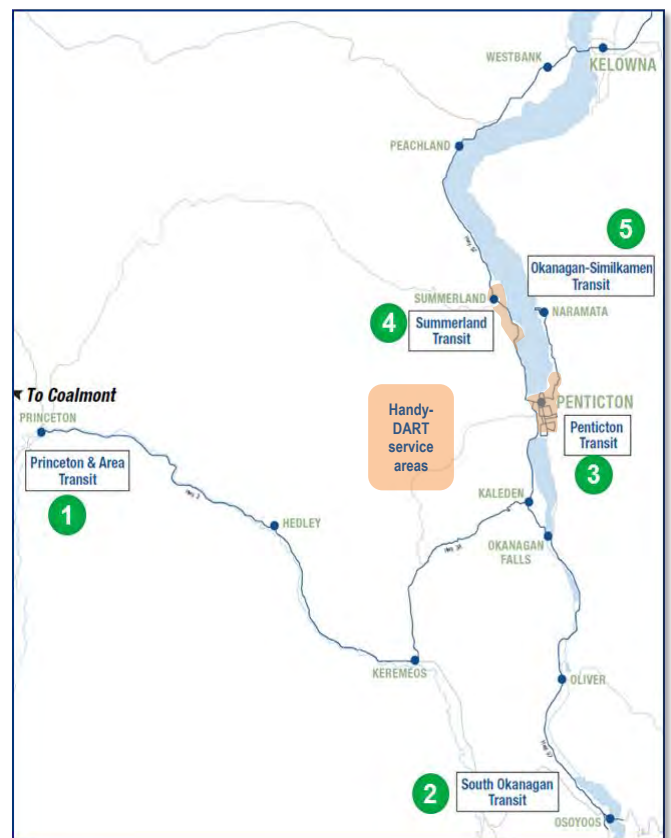 WESTBANK
KELOWNA
PEACHLAND
5
Okanagan-Similkameen
Transit
SUMMERLAND
NARAMATA
4
Summerland
Transit
To Coalmont
PRINCETON
Handy-
DART
service
areas
PENTICTON
Penticton
Transit
3
Princeton & Area
Transit
1
KALEDEN
HEDLEY
OKANAGAN
FALLS
KEREMEOS
OLIVER
2
South Okanagan
Transit
OSOYOOS